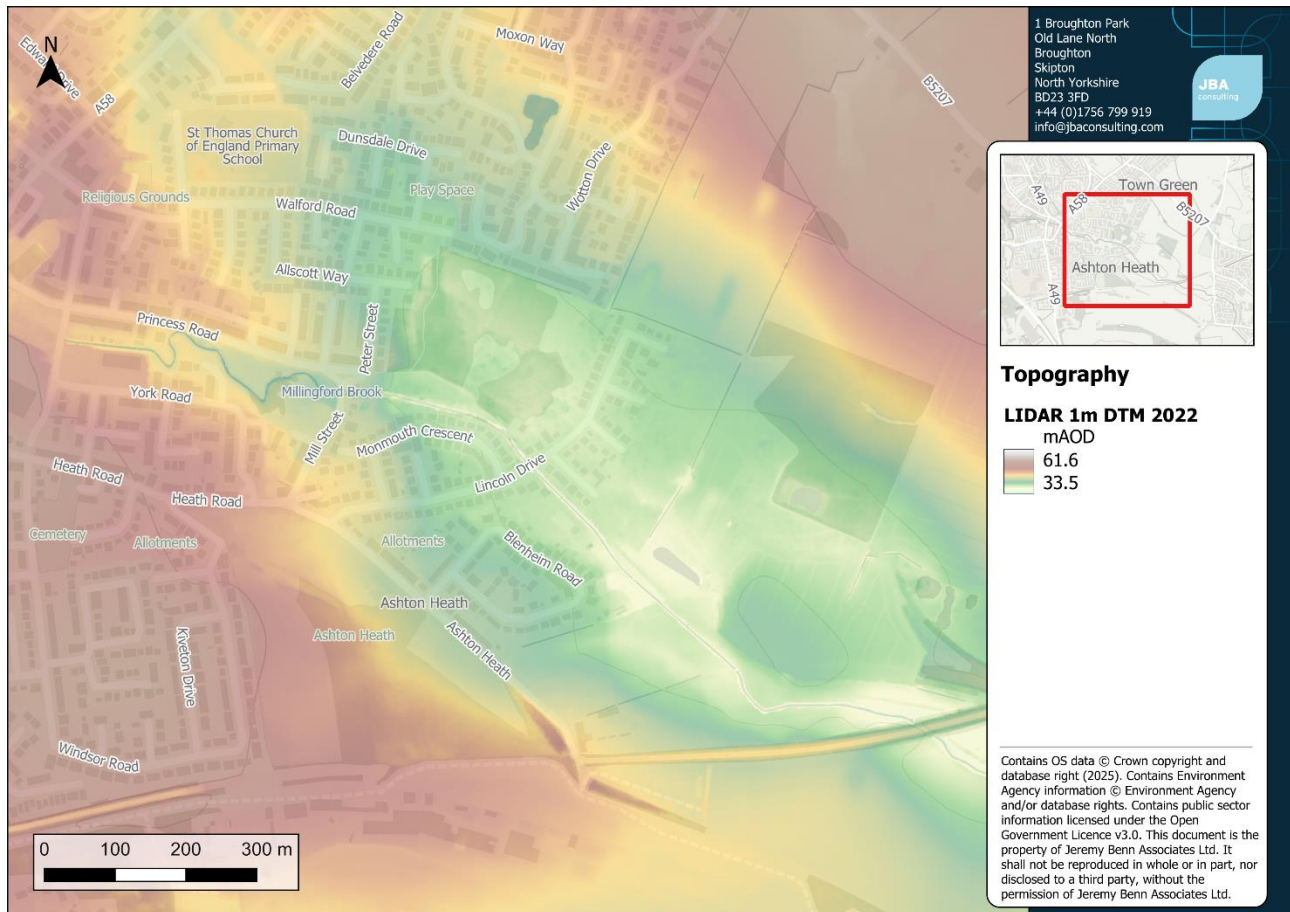 N
Edward Drive
A58
Belvedere Road
Moxon Way
B5207
St Thomas Church
of England Primary
School
Dunsdale Drive
Religious Grounds
Play Space
Walford Road
Wotton Drive
Allscott Way
Princess Road
Peter Street
York Road
Millingford Brook
Mill Street
Monmouth Crescent
Heath Road
Lincoln Drive
Heath Road
Cemetery
Allotments
Allotments
Blenheim Road
Ashton Heath
Ashton Heath
Ashton Heath
Kiveton Drive
Windsor Road
0 100 200 300 m
1 Broughton Park
Old Lane North
Broughton
Skipton
North Yorkshire
BD23 3FD
+44 (0)1756 799 919
info@jbaconsulting.com
JBA
consulting
A49
A58
Town Green
B5207
Ashton Heath
A49
Topography
LIDAR 1m DTM 2022
mAOD
61.6
33.5
Contains OS data © Crown copyright and
database right (2025). Contains Environment
Agency information © Environment Agency
and/or database rights. Contains public sector
information licensed under the Open
Government Licence v3.0. This document is the
property of Jeremy Benn Associates Ltd. It
shall not be reproduced in whole or in part, nor
disclosed to a third party, without the
permission of Jeremy Benn Associates Ltd.